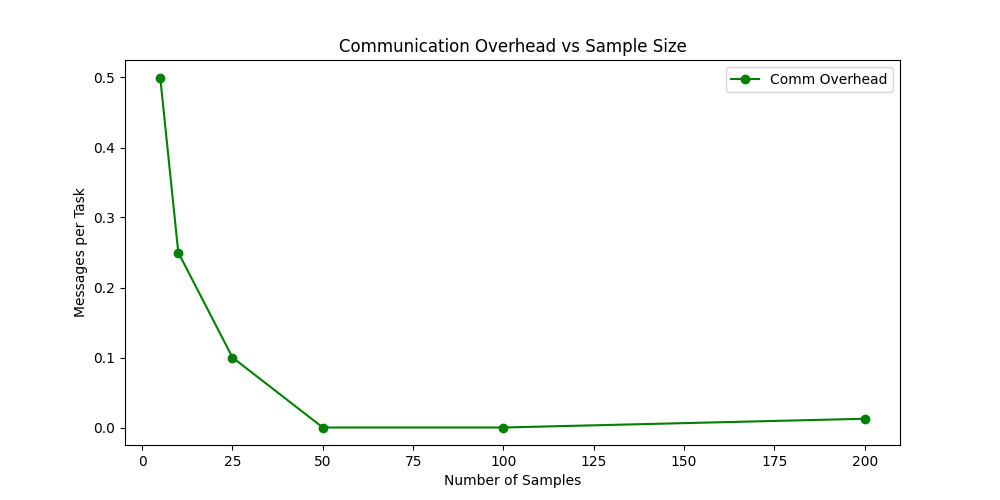 Communication Overhead vs Sample Size
Comm Overhead
Messages per Task
0.5
0.4
0.3
0.2
0.1
0.0
0 25 50 75 100 125 150 175 200
Number of Samples